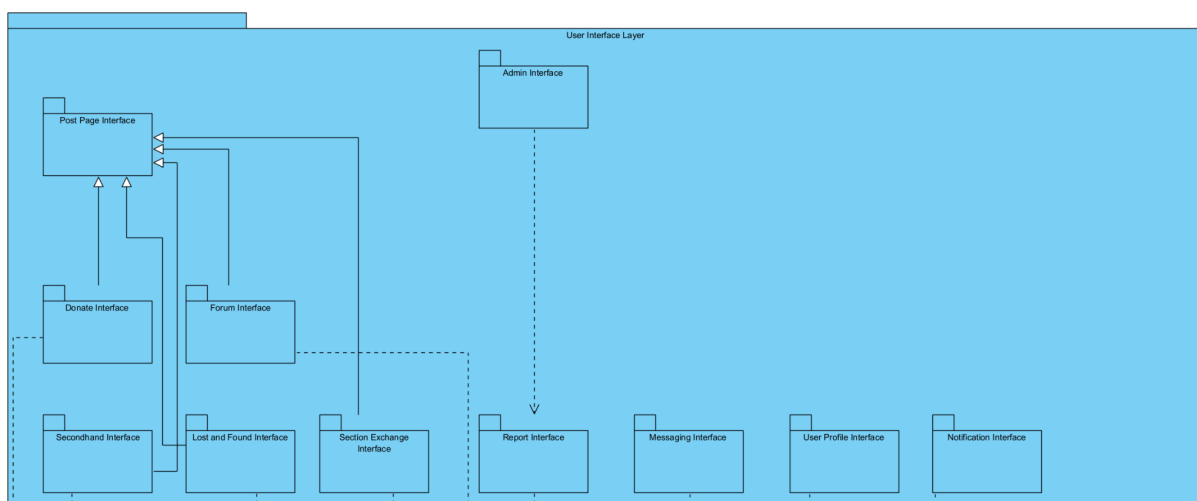 User Interface Layer
Admin Interface
Post Page Interface
Donate Interface
Forum Interface
Secondhand Interface
Lost and Found Interface
Section Exchange
Interface
Report Interface
Messaging Interface
User Profile Interface
Notification Interface